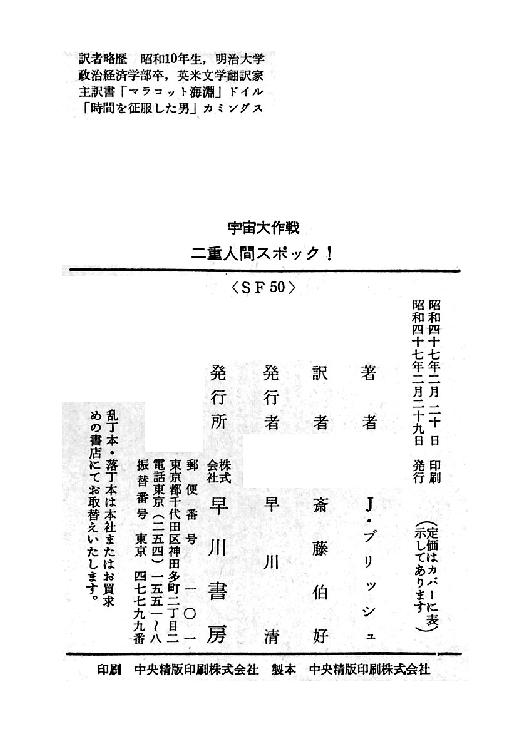 訳者略歴　昭和10年生，明治大学
政治経済学部卒，英米文学翻訳家
主訳書「マラコット海淵」ドイル
「時間を征服した男」カミングス
宇宙大作戦
二重人間スポック！
〈SF50〉
昭和四十七年二月二十日　印刷
昭和四十七年二月二十九日　発行
（定価はカバーに表示してあります）
著者　J・ブリッシュ
訳者　斎藤伯好
発行者　早川清
発行所　株式会社　早川書房
郵便番号　一〇一
東京都千代田区神田多町二丁目二
電話東京（二五四）一五五一〜八
振替番号　東京　四七七九九番
乱丁本・落丁本は本社またはお買求
めの書店にてお取替えいたします。
印刷　中央精版印刷株式会社　製本　中央精版印刷株式会社